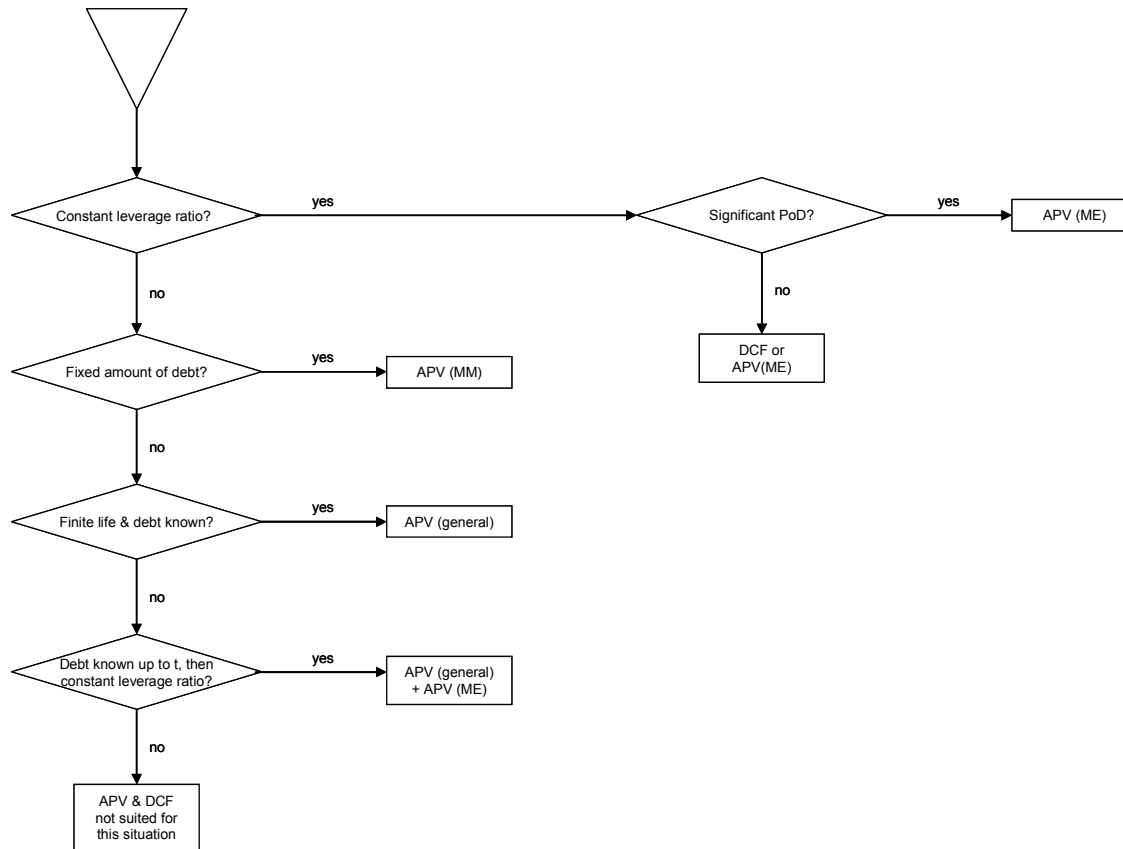 Constant leverage ratio?
yes
Significant PoD?
yes
APV (ME)
no
no
DCF or
APV(ME)
Fixed amount of debt?
yes
APV (MM)
no
Finite life & debt known?
yes
APV (general)
no
Debt known up to t, then
constant leverage ratio?
yes
APV (general)
+ APV (ME)
no
APV & DCF
not suited for
this situation